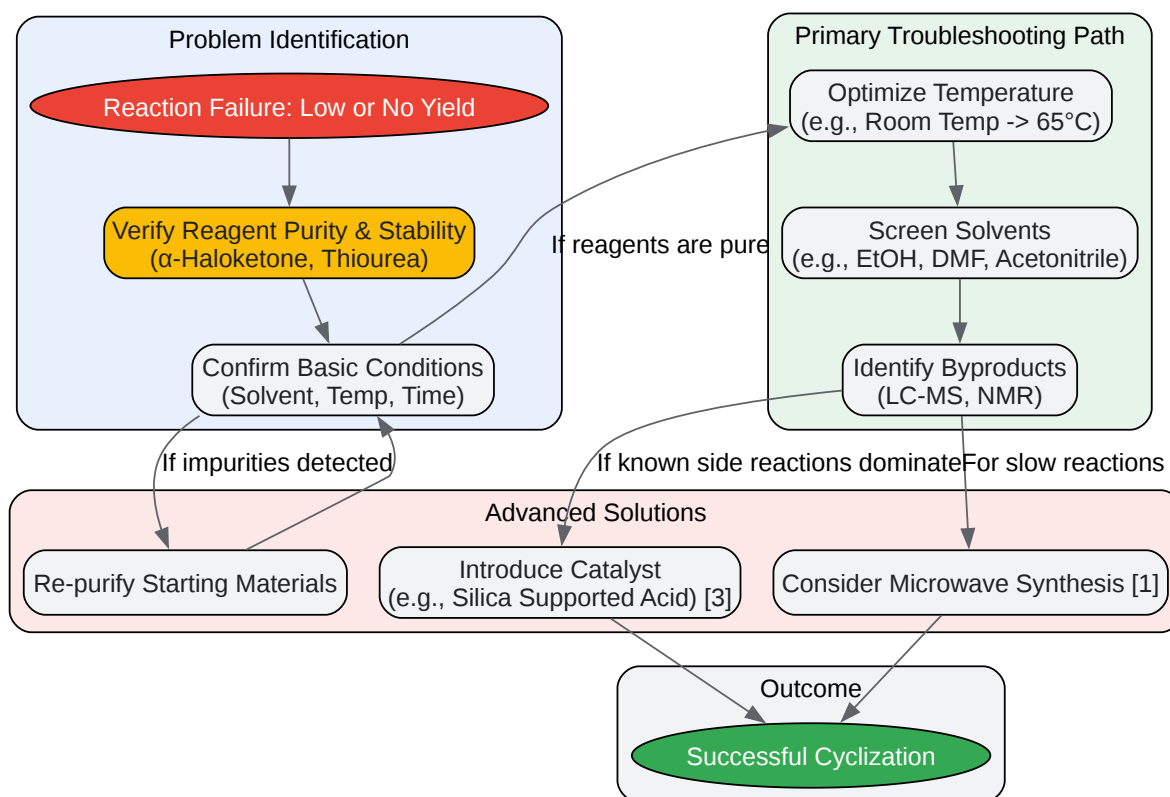 Problem Identification
Reaction Failure: Low or No Yield
Verify Reagent Purity & Stability
(α-Haloketone, Thiourea)
Confirm Basic Conditions
(Solvent, Temp, Time)
If impurities detected
If reagents are pure
Primary Troubleshooting Path
Optimize Temperature
(e.g., Room Temp -> 65°C)
Screen Solvents
(e.g., EtOH, DMF, Acetonitrile)
Identify Byproducts
(LC-MS, NMR)
If known side reactions dominate
For slow reactions
Advanced Solutions
Re-purify Starting Materials
Introduce Catalyst
(e.g., Silica Supported Acid) [3]
Consider Microwave Synthesis [1]
Outcome
Successful Cyclization